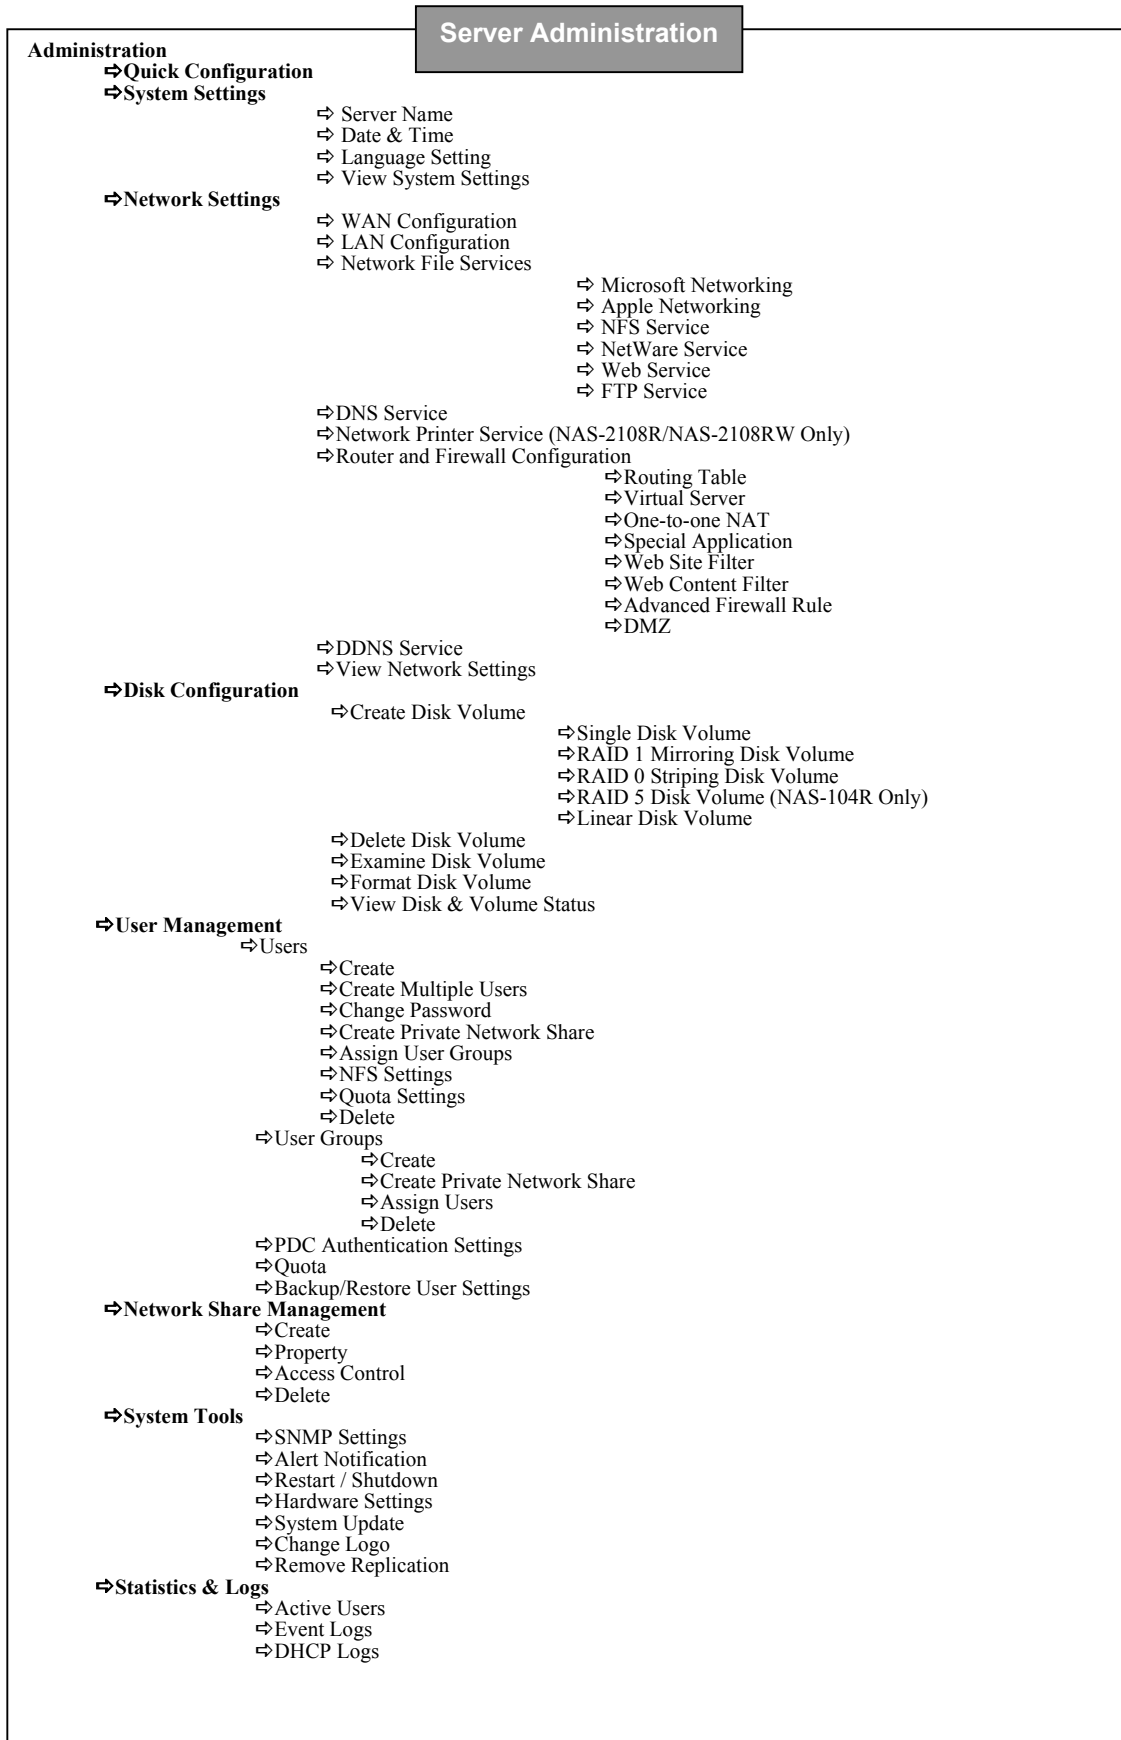 Server Administration
Administration
⇨Quick Configuration
⇨System Settings
⇨ Server Name
⇨ Date & Time
⇨ Language Setting
⇨ View System Settings
⇨Network Settings
⇨ WAN Configuration
⇨ LAN Configuration
⇨ Network File Services
⇨ Microsoft Networking
⇨ Apple Networking
⇨ NFS Service
⇨ NetWare Service
⇨ Web Service
⇨ FTP Service
⇨DNS Service
⇨Network Printer Service (NAS-2108R/NAS-2108RW Only)
⇨Router and Firewall Configuration
⇨Routing Table
⇨Virtual Server
⇨One-to-one NAT
⇨Special Application
⇨Web Site Filter
⇨Web Content Filter
⇨Advanced Firewall Rule
⇨DMZ
⇨DDNS Service
⇨View Network Settings
⇨Disk Configuration
⇨Create Disk Volume
⇨Single Disk Volume
⇨RAID 1 Mirroring Disk Volume
⇨RAID 0 Striping Disk Volume
⇨RAID 5 Disk Volume (NAS-104R Only)
⇨Linear Disk Volume
⇨Delete Disk Volume
⇨Examine Disk Volume
⇨Format Disk Volume
⇨View Disk & Volume Status
⇨User Management
⇨Users
⇨Create
⇨Create Multiple Users
⇨Change Password
⇨Create Private Network Share
⇨Assign User Groups
⇨NFS Settings
⇨Quota Settings
⇨Delete
⇨User Groups
⇨Create
⇨Create Private Network Share
⇨Assign Users
⇨Delete
⇨PDC Authentication Settings
⇨Quota
⇨Backup/Restore User Settings
⇨Network Share Management
⇨Create
⇨Property
⇨Access Control
⇨Delete
⇨System Tools
⇨SNMP Settings
⇨Alert Notification
⇨Restart / Shutdown
⇨Hardware Settings
⇨System Update
⇨Change Logo
⇨Remove Replication
⇨Statistics & Logs
⇨Active Users
⇨Event Logs
⇨DHCP Logs